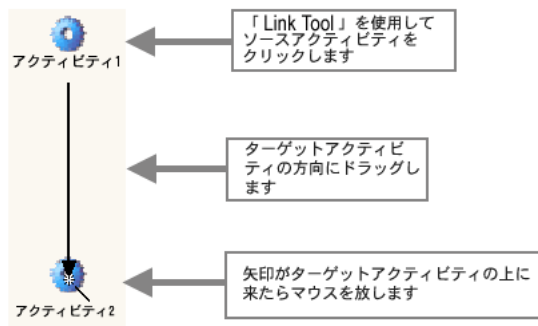 「 Link Tool 」を使用して
ソースアクティビティを
クリックします
アクティビティ1
ターゲットアクティビ
ティの方向にドラッグし
ます
矢印がターゲットアクティビティの上に
来たらマウスを放します
アクティビティ2